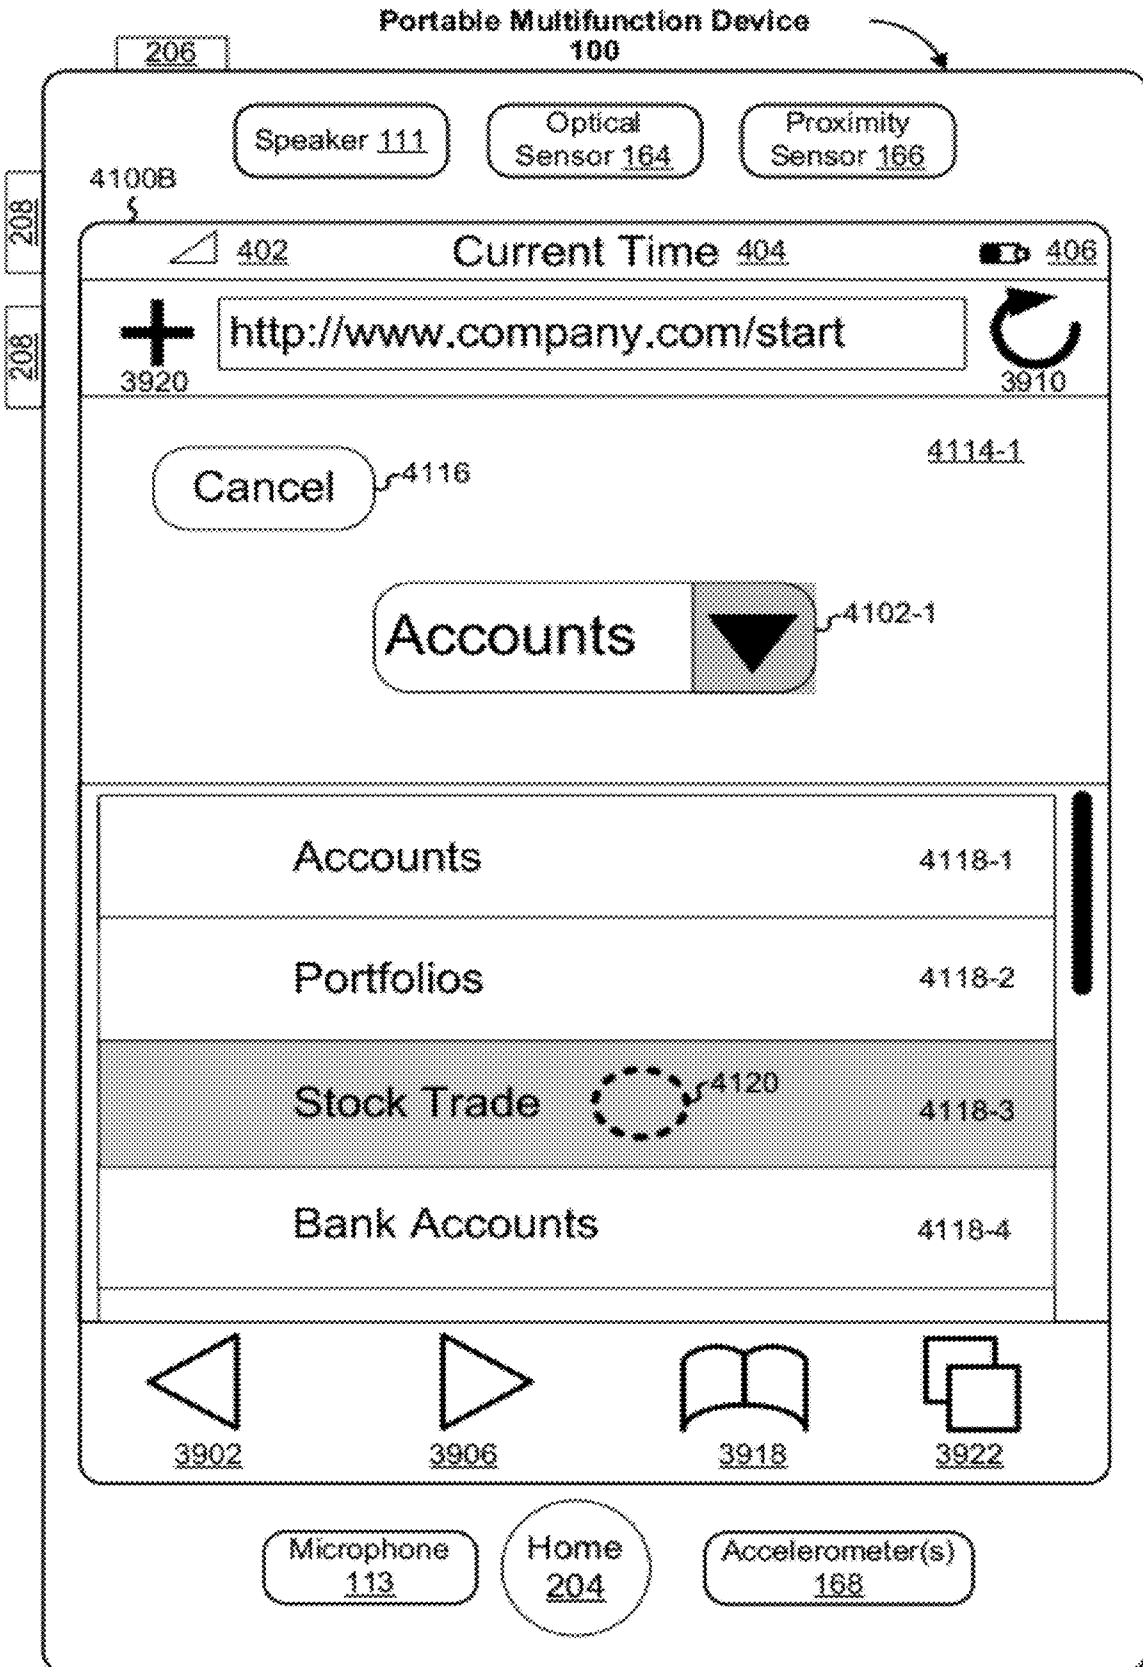 Portable Multifunction Device
100
206
Speaker 111
Optical
Sensor 164
Proximity
Sensor 166
4100B
208
208
402
Current Time 404
406
http://www.company.com/start
3920
3910
4114-1
Cancel
4116
Accounts
4102-1
Accounts
4118-1
Portfolios
4118-2
Stock Trade
4120
4118-3
Bank Accounts
4118-4
3902
3906
3918
3922
Microphone
113
Home
204
Accelerometer(s)
168